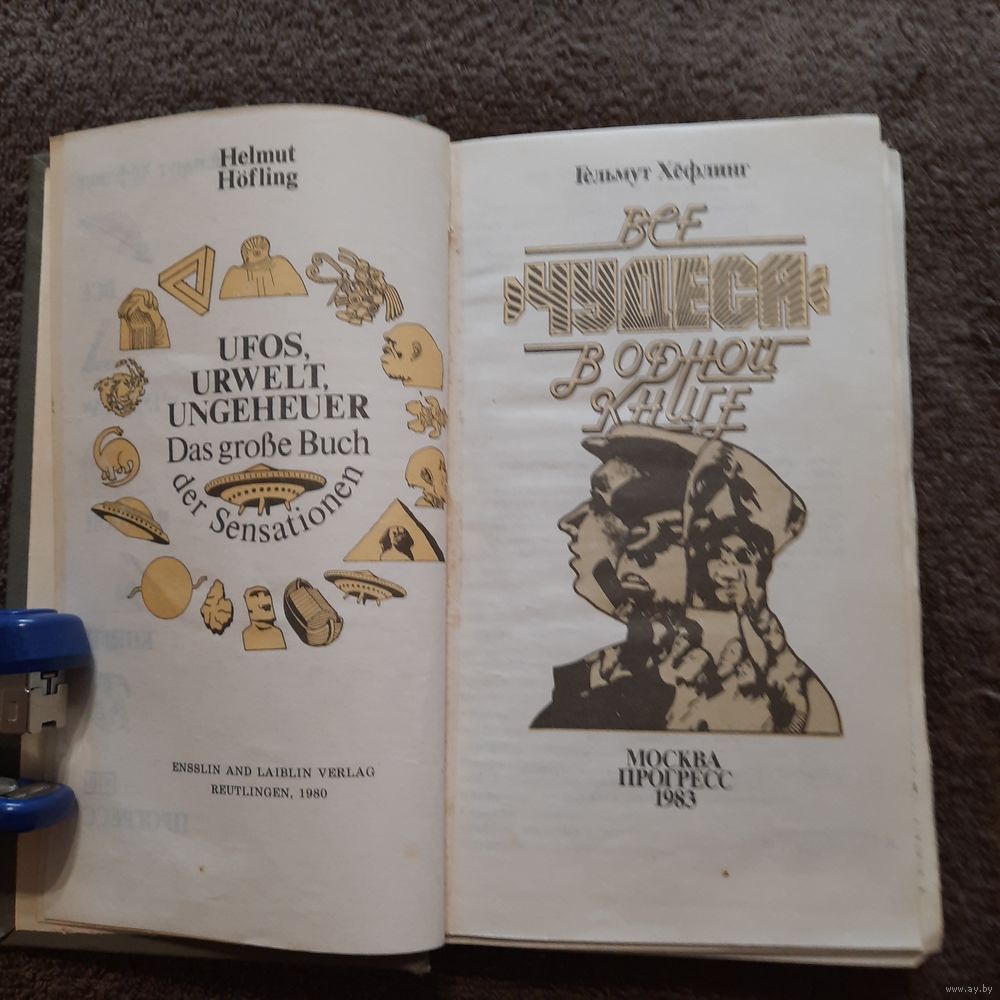 Helmut
Höfling
UFOS,
URWELT,
UNGEHEUER
Das große Buch
der Sensationen
ENSSLIN AND LAIBLIN VERLAG
REUTLINGEN, 1980
Гельмут Хёфлинг
ВСЕ
«ЧУДЕСА»
В ОДНОЙ
КНИГЕ
МОСКВА
ПРОГРЕСС
1983
www.ay.by